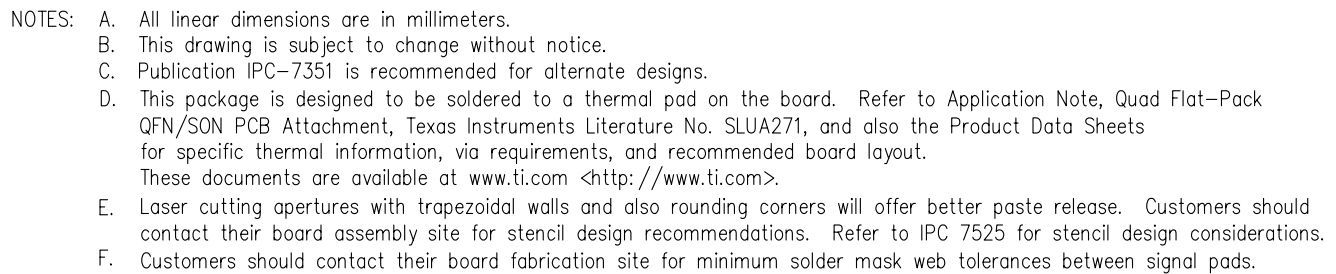 NOTES: A. All linear dimensions are in millimeters.
B. This drawing is subject to change without notice.
C. Publication IPC-7351 is recommended for alternate designs.
D. This package is designed to be soldered to a thermal pad on the board. Refer to Application Note, Quad Flat-Pack
QFN/SON PCB Attachment, Texas Instruments Literature No. SLUA271, and also the Product Data Sheets
for specific thermal information, via requirements, and recommended board layout.
These documents are available at www.ti.com <http://www.ti.com>.
E. Laser cutting apertures with trapezoidal walls and also rounding corners will offer better paste release. Customers should
contact their board assembly site for stencil design recommendations. Refer to IPC 7525 for stencil design considerations.
F. Customers should contact their board fabrication site for minimum solder mask web tolerances between signal pads.